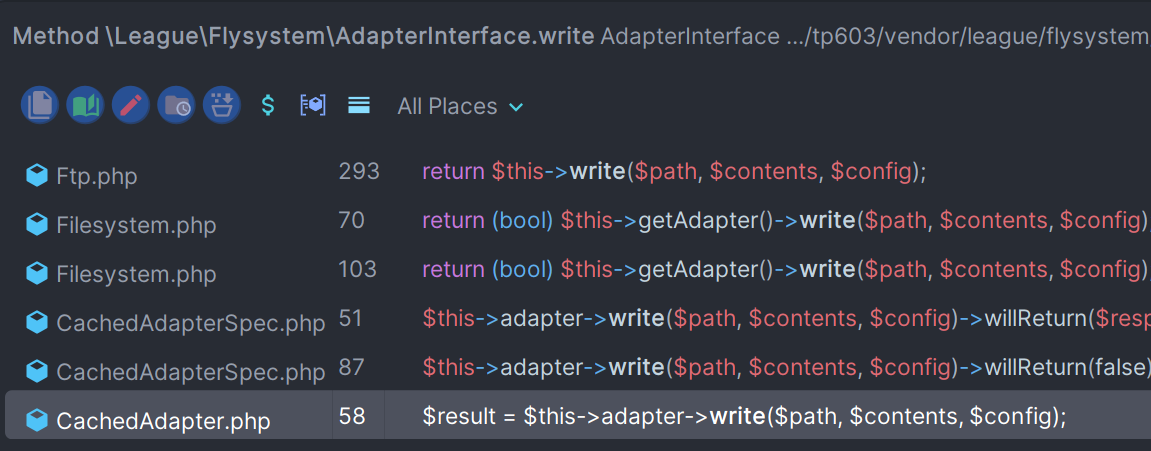 Method \League\Flysystem\AdapterInterface.write AdapterInterface .../tp603/vendor/league/flysystem
$ All Places
Ftp.php 293 return $this->write($path, $contents, $config);
Filesystem.php 70 return (bool) $this->getAdapter()->write($path, $contents, $config)
Filesystem.php 103 return (bool) $this->getAdapter()->write($path, $contents, $config)
CachedAdapterSpec.php 51 $this->adapter->write($path, $contents, $config)->willReturn($resp
CachedAdapterSpec.php 87 $this->adapter->write($path, $contents, $config)->willReturn(false)
CachedAdapter.php 58 $result = $this->adapter->write($path, $contents, $config);